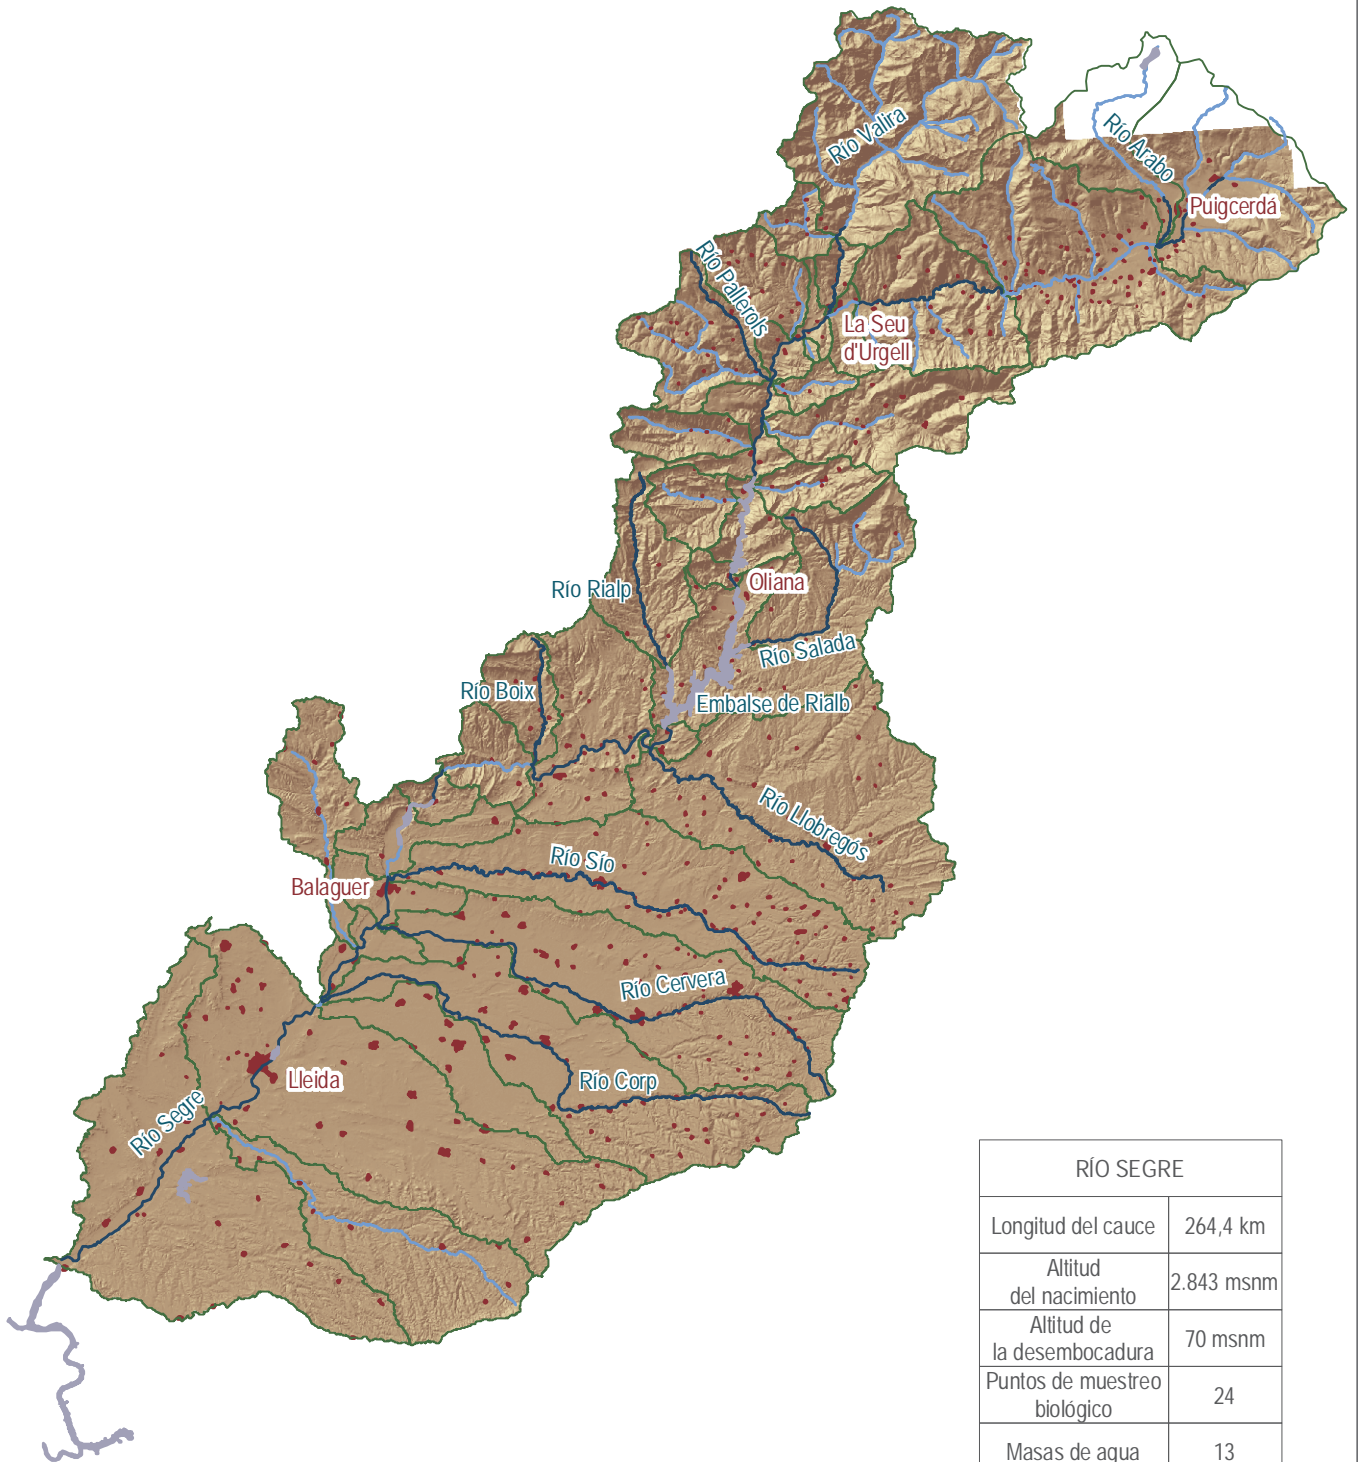 Río Valira
Río Arabo
Puigcerdá
Río Pallerols
La Seu
d'Urgell
Río Rialp
Oliana
Río Salada
Río Boix
Embalse de Rialb
Río Llobregós
Río Sío
Balaguer
Río Cervera
Lleida
Río Corp
Río Segre
RÍO SEGRE
Longitud del cauce 264,4 km
Altitud
del nacimiento 2.843 msnm
Altitud de
la desembocadura 70 msnm
Puntos de muestreo
biológico 24
Masas de agua 13